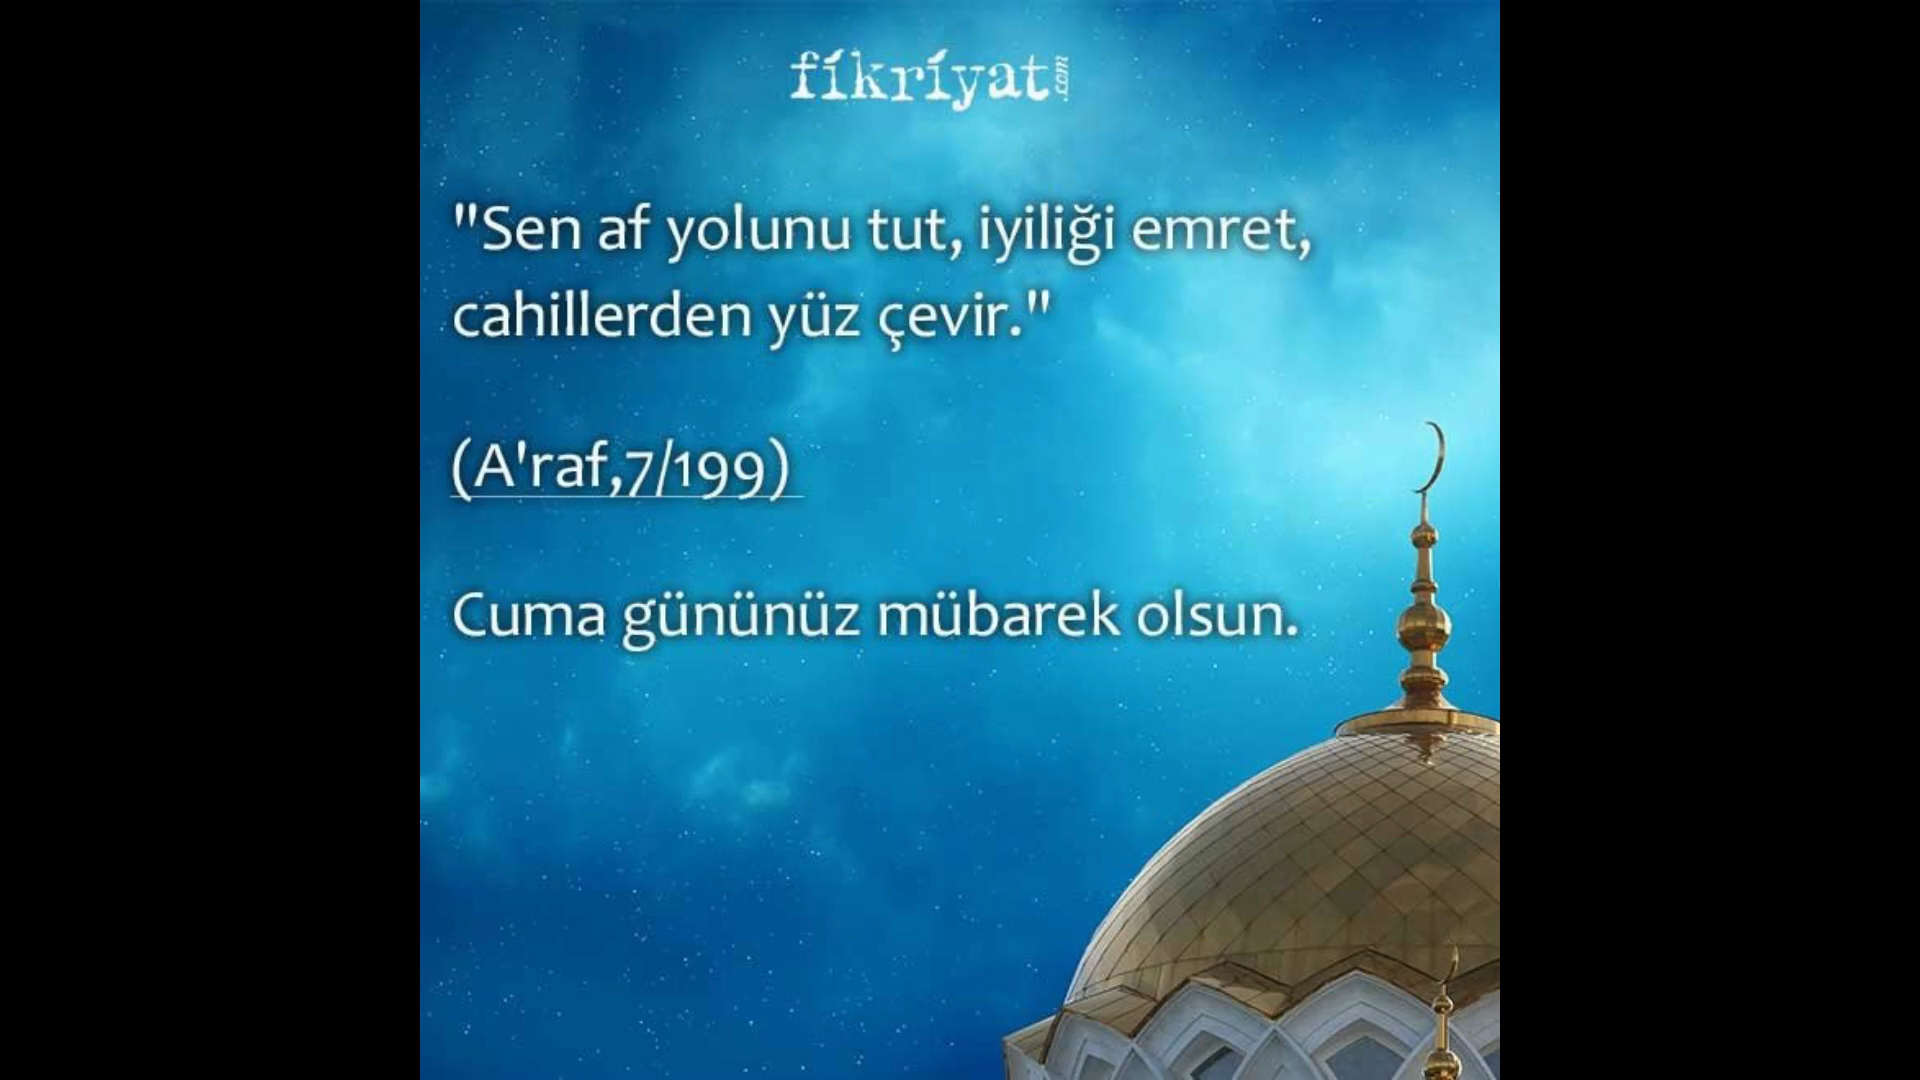 fikriyat.com
"Sen af yolunu tut, iyiliği emret,
cahillerden yüz çevir."
(A'raf,7/199)
Cuma gününüz mübarek olsun.